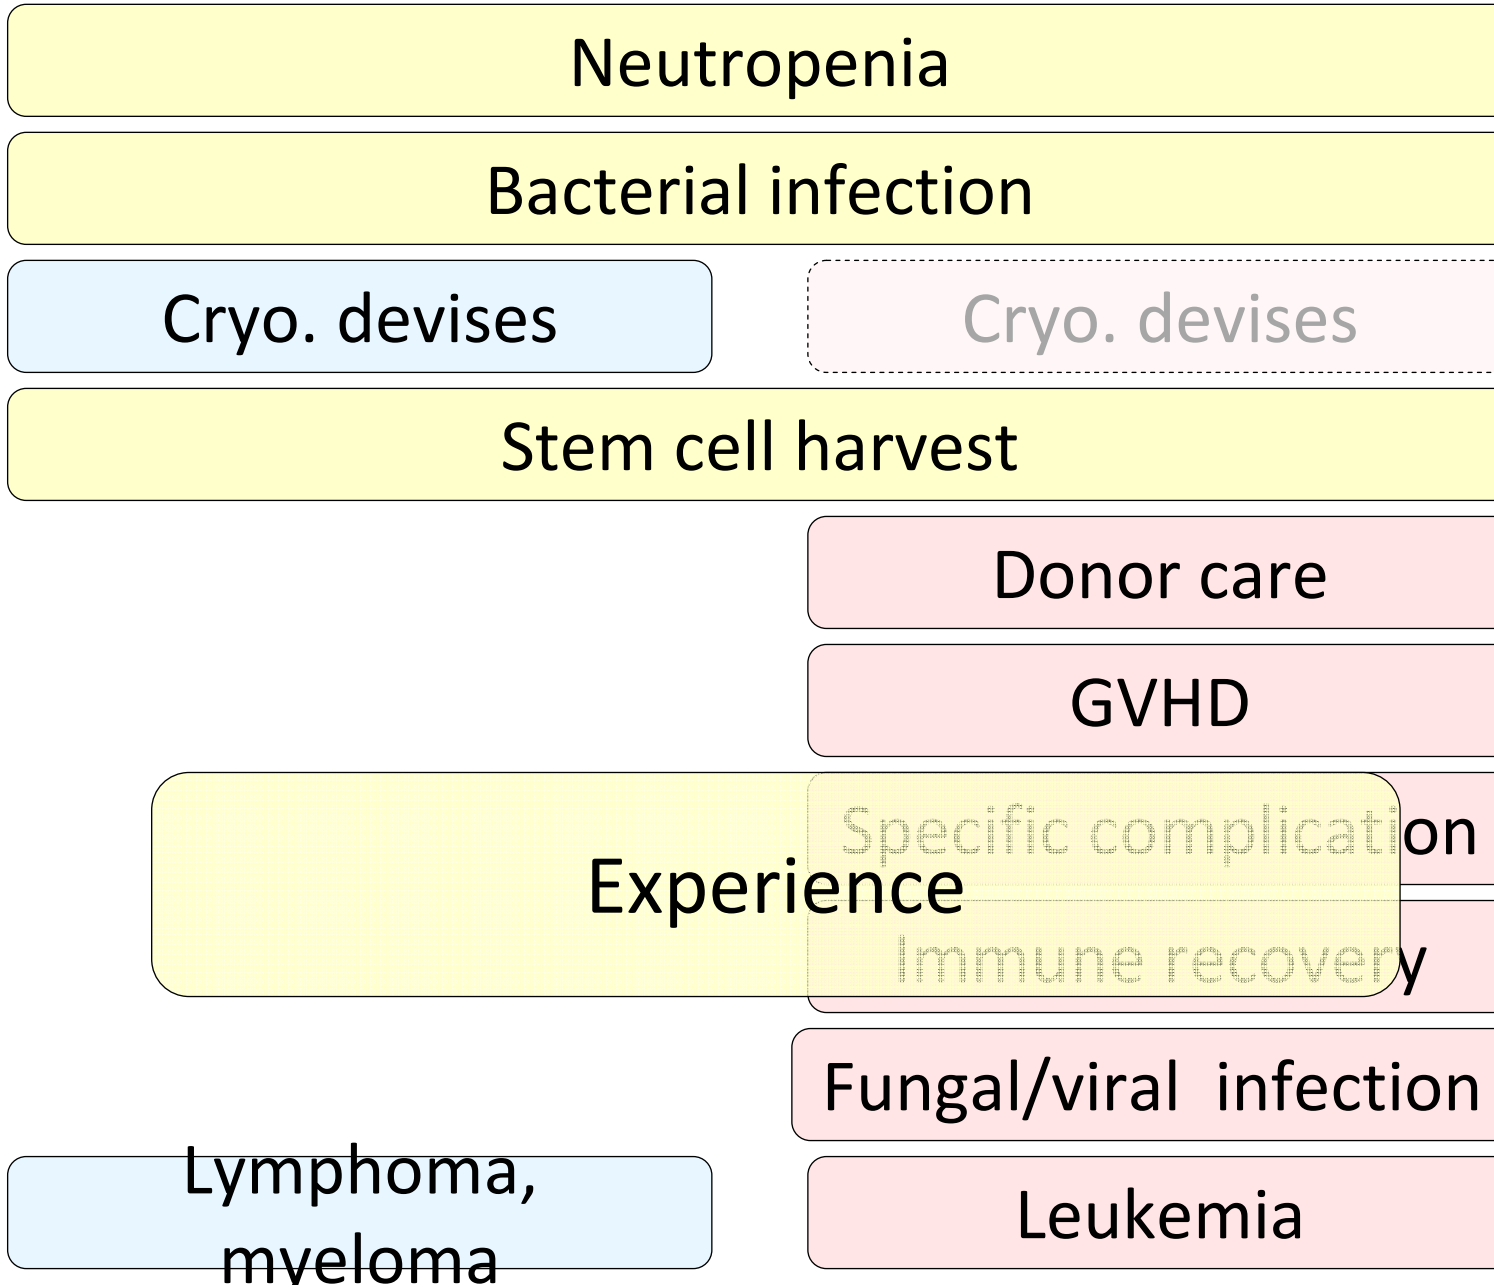 Neutropenia
Bacterial infection
Cryo. devises
Cryo. devises
Stem cell harvest
Donor care
GVHD
Specific complication
Experience
Immune recovery
Fungal/viral infection
Lymphoma,
myeloma
Leukemia